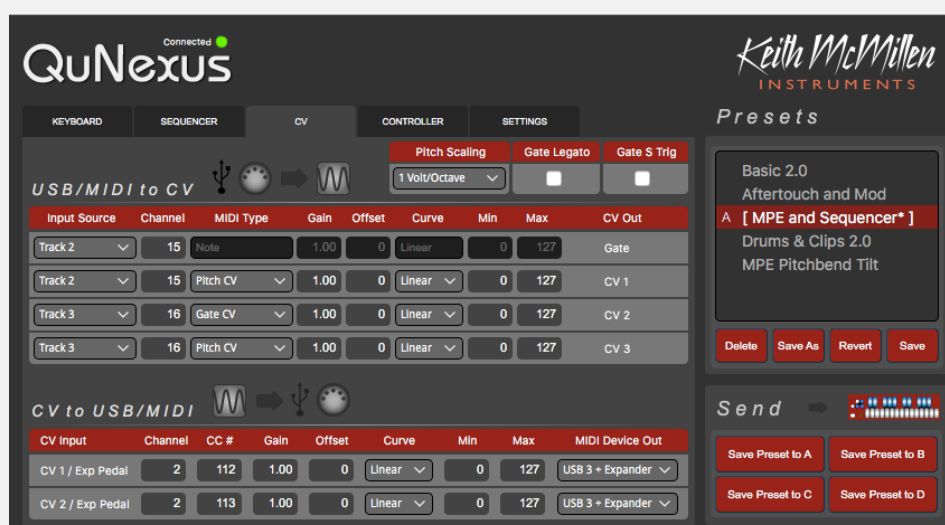 Connected
QuNexus
Keith McMillen
INSTRUMENTS
KEYBOARD SEQUENCER CV CONTROLLER SETTINGS
Presets
Pitch Scaling Gate Legato Gate S Trig
1 Volt/Octave
USB/MIDI to CV
Input Source Channel MIDI Type Gain Offset Curve Min Max CV Out
Track 2 15 Note 1.00 0 Linear 0 127 Gate
Track 2 15 Pitch CV 1.00 0 Linear 0 127 CV 1
Track 3 16 Gate CV 1.00 0 Linear 0 127 CV 2
Track 3 16 Pitch CV 1.00 0 Linear 0 127 CV 3
Basic 2.0
Aftertouch and Mod
A [ MPE and Sequencer* ]
Drums & Clips 2.0
MPE Pitchbend Tilt
Delete Save As Revert Save
CV to USB/MIDI
CV Input Channel CC # Gain Offset Curve Min Max MIDI Device Out
CV 1 / Exp Pedal 2 112 1.00 0 Linear 0 127 USB 3 + Expander
CV 2 / Exp Pedal 2 113 1.00 0 Linear 0 127 USB 3 + Expander
Send
Save Preset to A Save Preset to B
Save Preset to C Save Preset to D